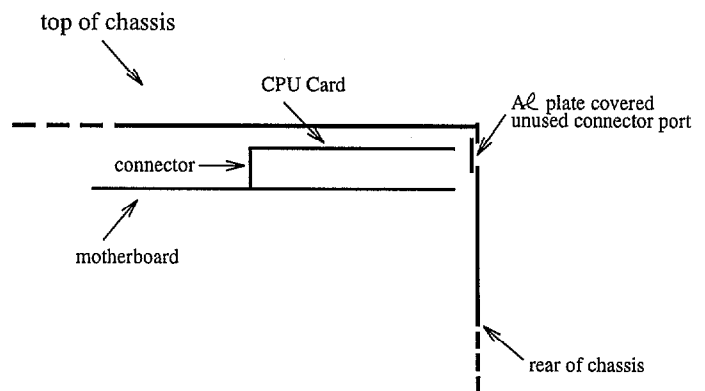 top of chassis
CPU Card
Aℓ plate covered
unused connector port
connector
motherboard
rear of chassis